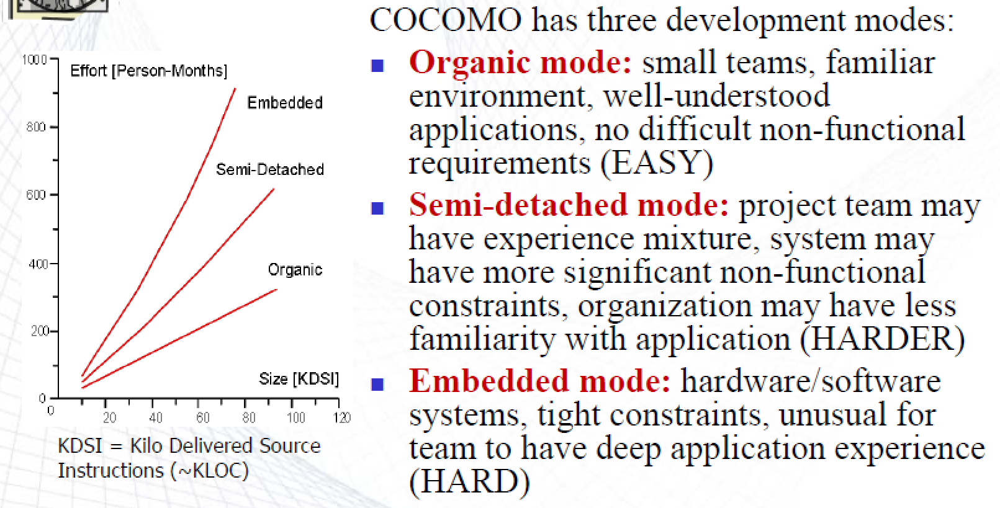 COCOMO has three development modes:
Organic mode: small teams, familiar
environment, well-understood
applications, no difficult non-functional
requirements (EASY)
Semi-detached mode: project team may
have experience mixture, system may
have more significant non-functional
constraints, organization may have less
familiarity with application (HARDER)
Embedded mode: hardware/software
systems, tight constraints, unusual for
team to have deep application experience
(HARD)
Effort [Person-Months]
1000
800
600
400
200
0
Embedded
Semi-Detached
Organic
Size [KDSI]
0 20 40 60 80 100 120
KDSI = Kilo Delivered Source
Instructions (~KLOC)